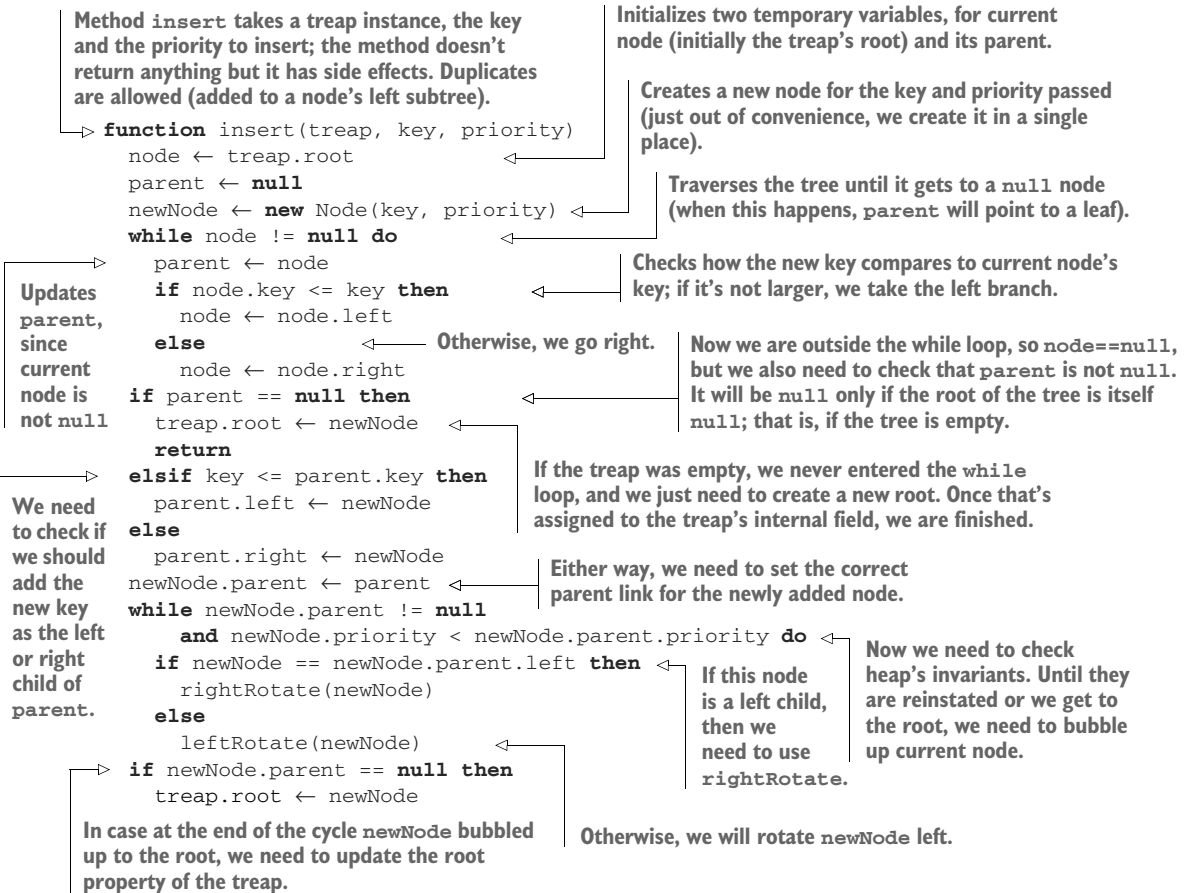 Method insert takes a treap instance, the key
and the priority to insert; the method doesn't
return anything but it has side effects. Duplicates
are allowed (added to a node's left subtree).
Initializes two temporary variables, for current
node (initially the treap's root) and its parent.
Creates a new node for the key and priority passed
(just out of convenience, we create it in a single
place).
function insert(treap, key, priority)
node ← treap.root
parent ← null
newNode ← new Node(key, priority)
Traverses the tree until it gets to a null node
(when this happens, parent will point to a leaf).
while node != null do
parent ← node
Updates
parent,
since
current
node is
not null
if node.key <= key then
Checks how the new key compares to current node's
key; if it's not larger, we take the left branch.
node ← node.left
else
Otherwise, we go right.
node ← node.right
if parent == null then
Now we are outside the while loop, so node==null,
but we also need to check that parent is not null.
It will be null only if the root of the tree is itself
null; that is, if the tree is empty.
treap.root ← newNode
return
If the treap was empty, we never entered the while
loop, and we just need to create a new root. Once that's
assigned to the treap's internal field, we are finished.
elsif key <= parent.key then
We need
to check if
we should
add the
new key
as the left
or right
child of
parent.
parent.left ← newNode
else
parent.right ← newNode
newNode.parent ← parent
Either way, we need to set the correct
parent link for the newly added node.
while newNode.parent != null
and newNode.priority < newNode.parent.priority do
Now we need to check
heap's invariants. Until they
are reinstated or we get to
the root, we need to bubble
up current node.
if newNode == newNode.parent.left then
If this node
is a left child,
then we
need to use
rightRotate.
rightRotate(newNode)
else
leftRotate(newNode)
Otherwise, we will rotate newNode left.
if newNode.parent == null then
treap.root ← newNode
In case at the end of the cycle newNode bubbled
up to the root, we need to update the root
property of the treap.